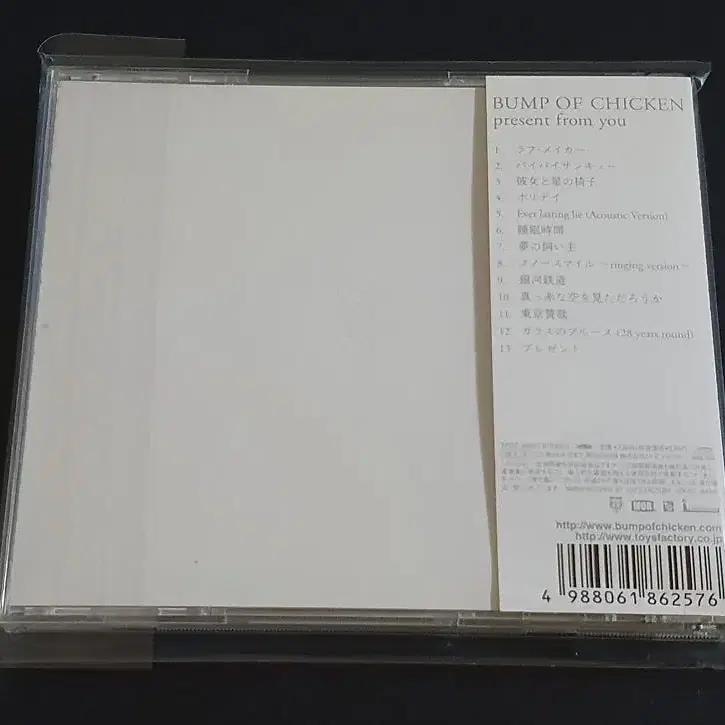 BUMP OF CHICKEN
present from you
1. ラフ・メイカー
2. バイバイサンキュー
3. 彼女と星の椅子
4. ホリデイ
5. Ever lasting lie (Acoustic Version)
6. 睡眠時間
7. 夢の飼い主
8. スノースマイル ～ringing version～
9. 銀河鉄道
10. 真っ赤な空を見ただろうか
11. 東京賛歌
12. ガラスのブルース (28 years round)
13. プレゼント
http://www.bumpofchicken.com
http://www.toysfactory.co.jp
4 988061 862576